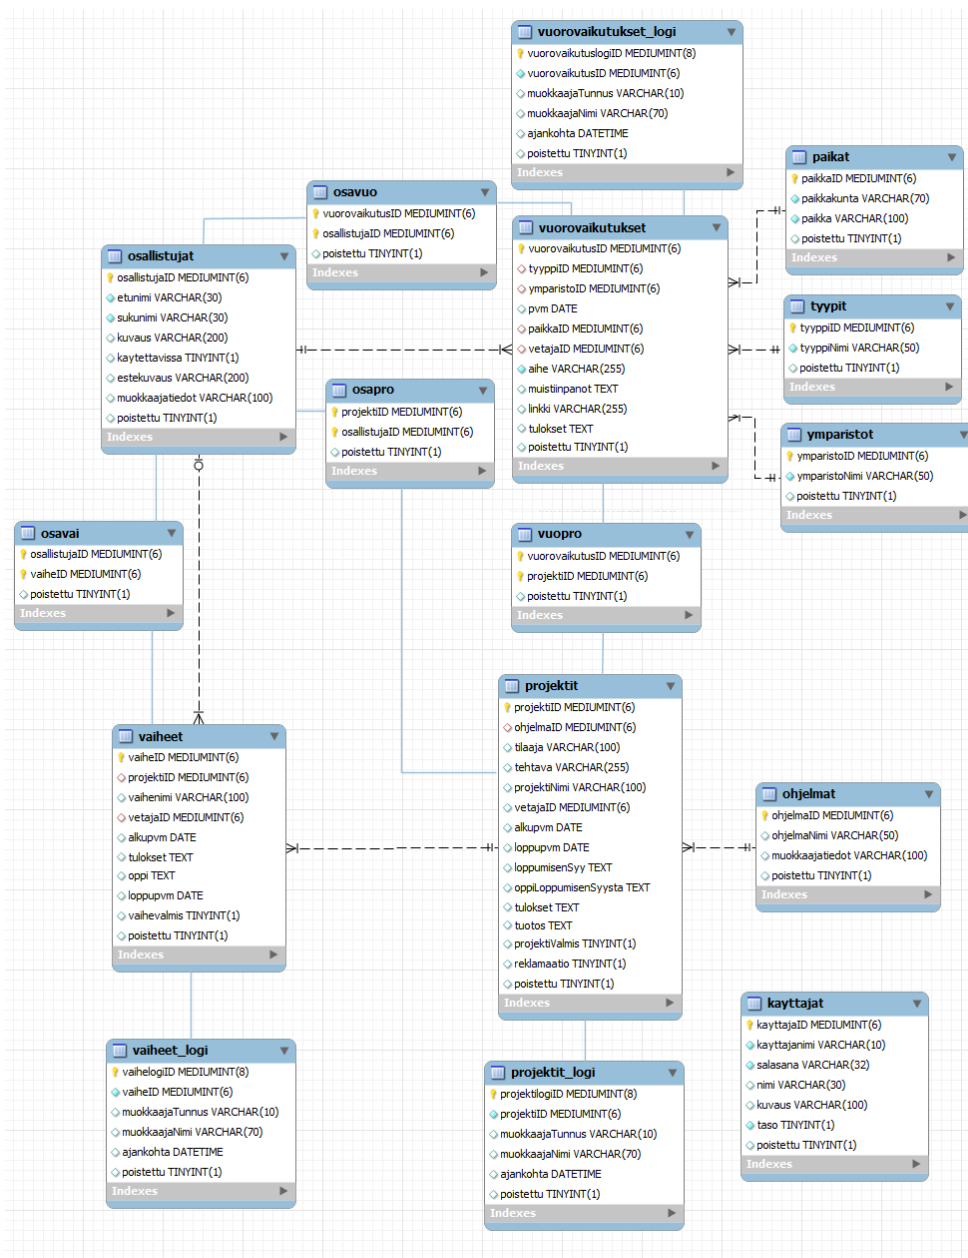 vuorovaikutukset_logi
vuorovaikutuslogiID MEDIUMINT(8)
vuorovaikutusID MEDIUMINT(6)
muokkaajaTunnus VARCHAR(10)
muokkaajaNimi VARCHAR(70)
ajankohta DATETIME
poistettu TINYINT(1)
Indexes
paikat
paikkaID MEDIUMINT(6)
paikkakunta VARCHAR(70)
paikka VARCHAR(100)
poistettu TINYINT(1)
Indexes
osavuo
vuorovaikutusID MEDIUMINT(6)
osallistujaID MEDIUMINT(6)
poistettu TINYINT(1)
Indexes
vuorovaikutukset
vuorovaikutusID MEDIUMINT(6)
tyyppiID MEDIUMINT(6)
ymparistoID MEDIUMINT(6)
pvm DATE
paikkaID MEDIUMINT(6)
vetajaID MEDIUMINT(6)
aihe VARCHAR(255)
muistiinpanot TEXT
linkki VARCHAR(255)
tulokset TEXT
poistettu TINYINT(1)
Indexes
osallistujat
osallistujaID MEDIUMINT(6)
etunimi VARCHAR(30)
sukunimi VARCHAR(30)
kuvaus VARCHAR(200)
kaytettavissa TINYINT(1)
estekuvaus VARCHAR(200)
muokkaajatiedot VARCHAR(100)
poistettu TINYINT(1)
Indexes
tyypit
tyyppiID MEDIUMINT(6)
tyyppiNimi VARCHAR(50)
poistettu TINYINT(1)
Indexes
osapro
projektiID MEDIUMINT(6)
osallistujaID MEDIUMINT(6)
poistettu TINYINT(1)
Indexes
ymparistot
ymparistoID MEDIUMINT(6)
ymparistoNimi VARCHAR(50)
poistettu TINYINT(1)
Indexes
osavai
osallistujaID MEDIUMINT(6)
vaiheID MEDIUMINT(6)
poistettu TINYINT(1)
Indexes
vuopro
vuorovaikutusID MEDIUMINT(6)
projektiID MEDIUMINT(6)
poistettu TINYINT(1)
Indexes
projektit
projektiID MEDIUMINT(6)
ohjelmaID MEDIUMINT(6)
tilaaja VARCHAR(100)
tehtava VARCHAR(255)
projektiNimi VARCHAR(100)
vetajaID MEDIUMINT(6)
alkupvm DATE
loppupvm DATE
loppumisenSyy TEXT
oppiLoppumisenSyysta TEXT
tulokset TEXT
tuotos TEXT
projektiValmis TINYINT(1)
reklamaatio TINYINT(1)
poistettu TINYINT(1)
Indexes
vaiheet
vaiheID MEDIUMINT(6)
projektiID MEDIUMINT(6)
vaihenimi VARCHAR(100)
vetajaID MEDIUMINT(6)
alkupvm DATE
tulokset TEXT
oppi TEXT
loppupvm DATE
vaihevalmis TINYINT(1)
poistettu TINYINT(1)
Indexes
ohjelmat
ohjelmaID MEDIUMINT(6)
ohjelmaNimi VARCHAR(50)
muokkaajatiedot VARCHAR(100)
poistettu TINYINT(1)
Indexes
kayttajat
kayttajaID MEDIUMINT(6)
kayttajanimi VARCHAR(10)
salasana VARCHAR(32)
nimi VARCHAR(30)
kuvaus VARCHAR(100)
taso TINYINT(1)
poistettu TINYINT(1)
Indexes
vaiheet_logi
vaihelogiID MEDIUMINT(8)
vaiheID MEDIUMINT(6)
muokkaajaTunnus VARCHAR(10)
muokkaajaNimi VARCHAR(70)
ajankohta DATETIME
poistettu TINYINT(1)
Indexes
projektit_logi
projektilogiID MEDIUMINT(8)
projektiID MEDIUMINT(6)
muokkaajaTunnus VARCHAR(10)
muokkaajaNimi VARCHAR(70)
ajankohta DATETIME
poistettu TINYINT(1)
Indexes